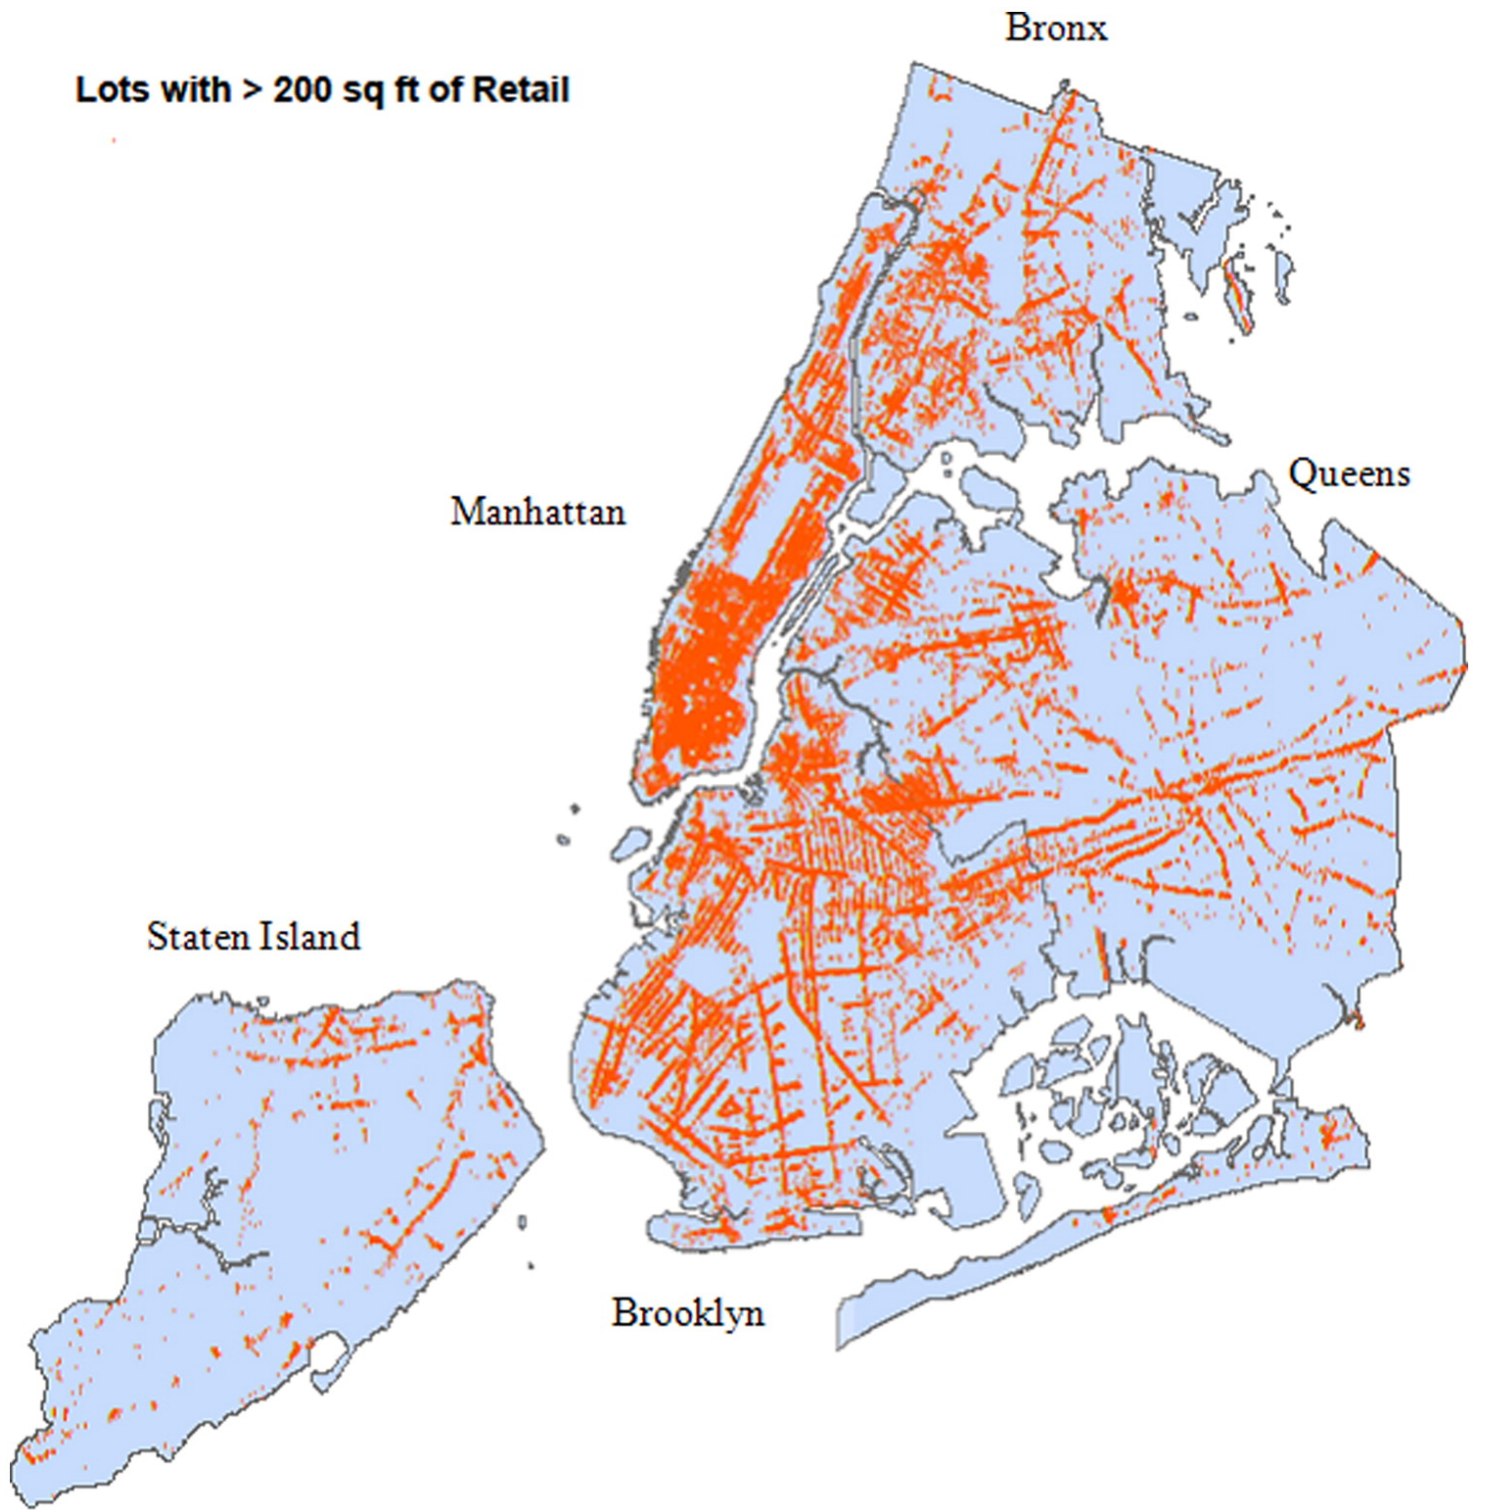 Bronx
Lots with > 200 sq ft of Retail
Queens
Manhattan
Staten Island
Brooklyn